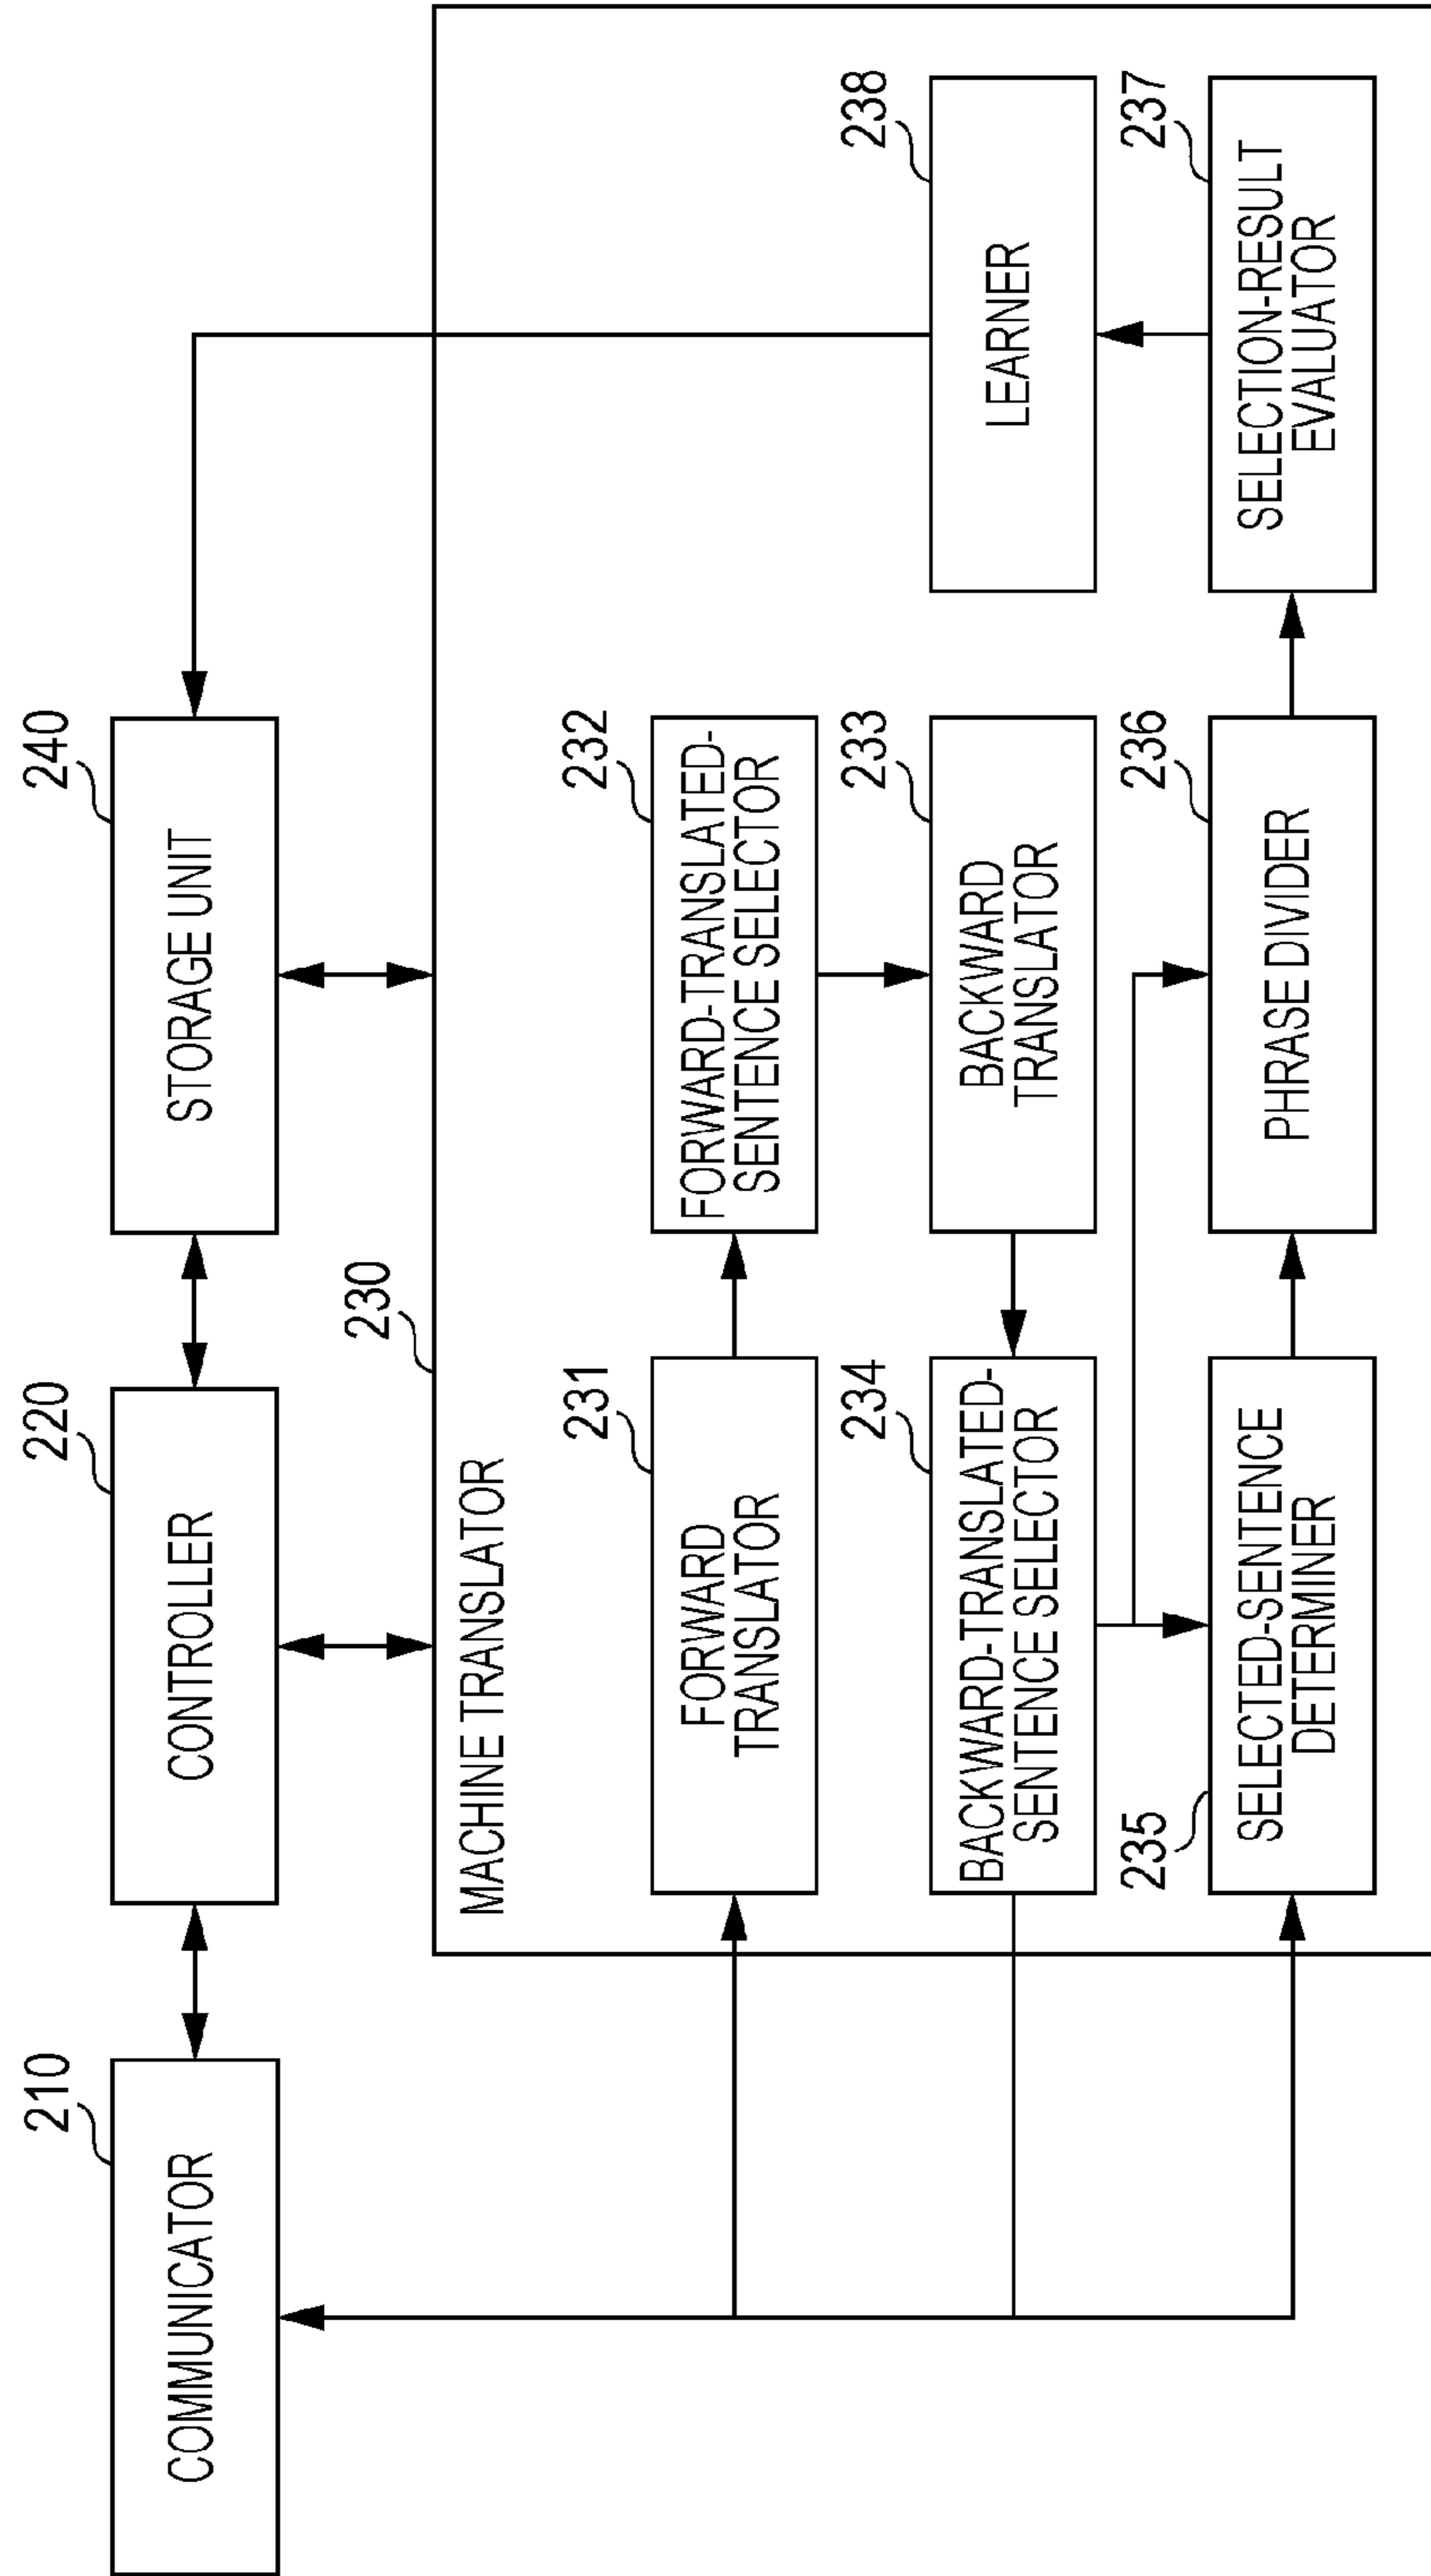 210
COMMUNICATOR
220
CONTROLLER
240
STORAGE UNIT
230
MACHINE TRANSLATOR
231
FORWARD
TRANSLATOR
232
FORWARD-TRANSLATED-
SENTENCE SELECTOR
234
BACKWARD-TRANSLATED-
SENTENCE SELECTOR
233
BACKWARD
TRANSLATOR
238
LEARNER
235
SELECTED-SENTENCE
DETERMINER
236
PHRASE DIVIDER
237
SELECTION-RESULT
EVALUATOR